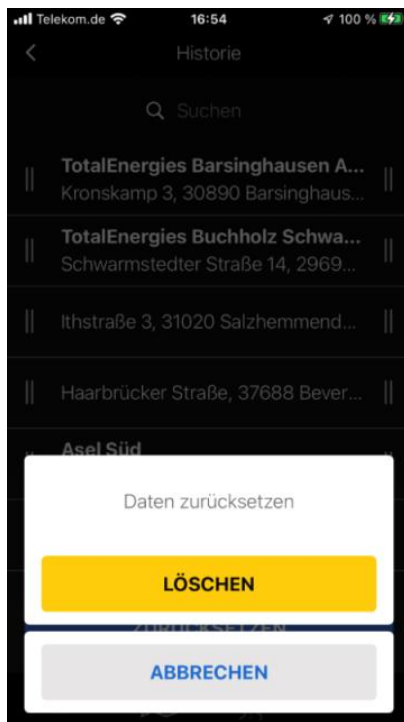 Telekom.de 16:54 100 %
Historie
Suchen
TotalEnergies Barsinghausen A...
Kronskamp 3, 30890 Barsinghaus...
TotalEnergies Buchholz Schwa...
Schwarmstedter Straße 14, 2969...
Ithstraße 3, 31020 Salzhemmend...
Haarbrücker Straße, 37688 Bever...
Asel Süd
Daten zurücksetzen
LÖSCHEN
ZURÜCKSETZEN
ABBRECHEN